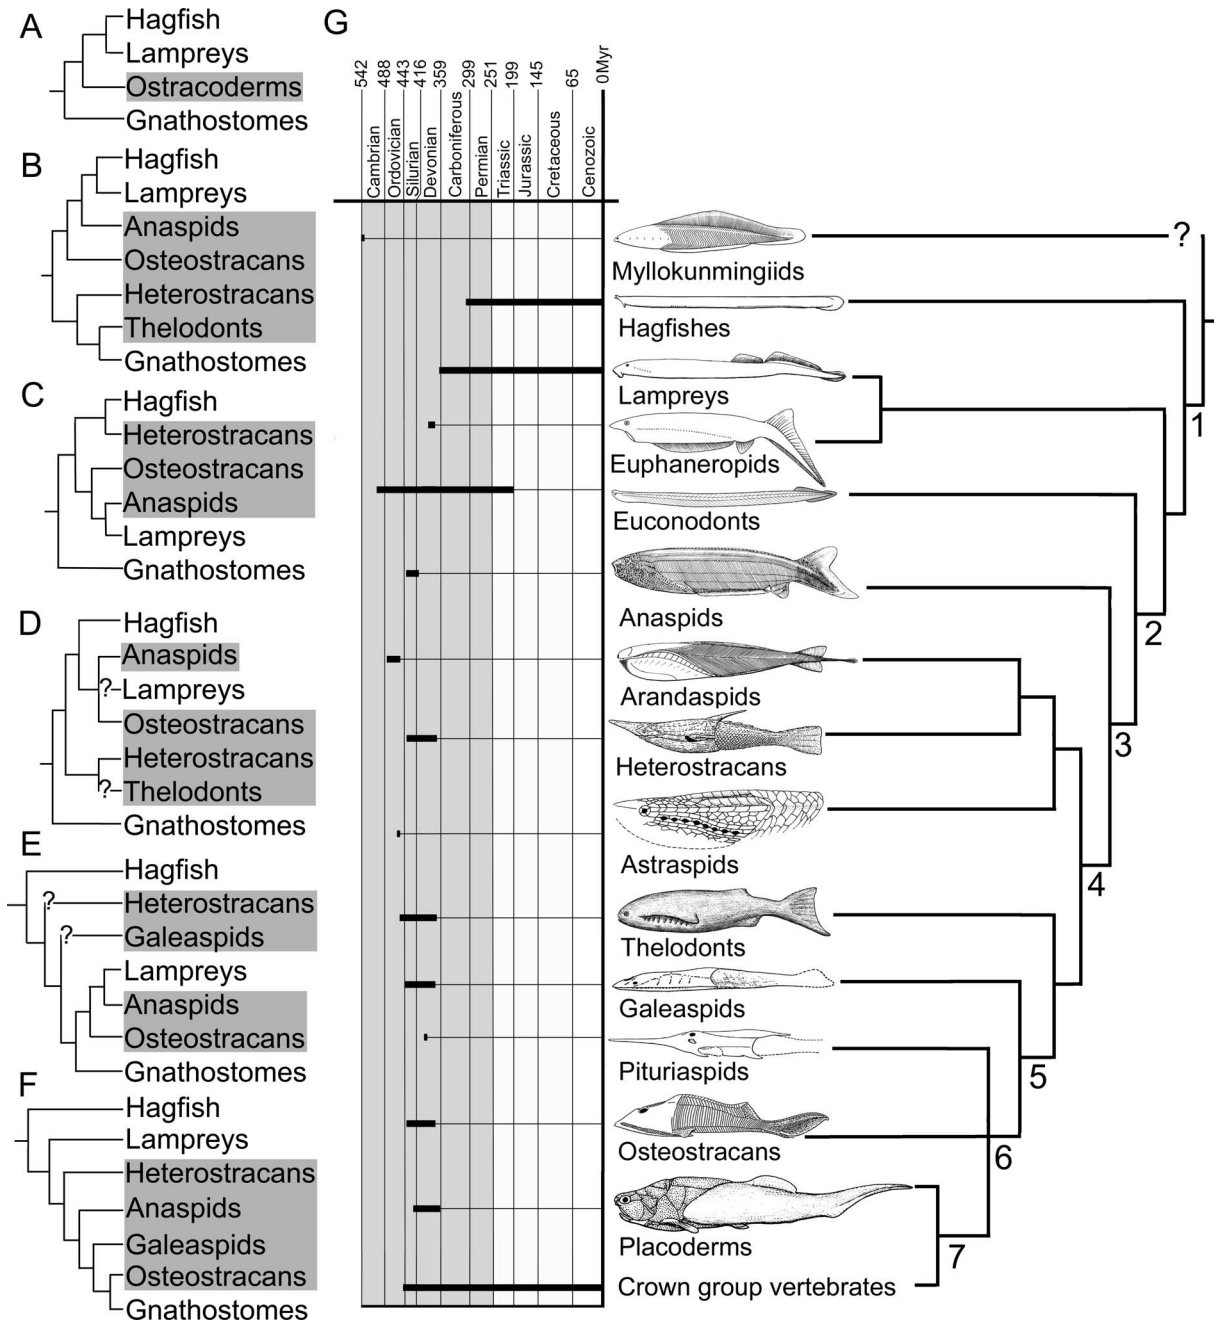 A
Hagfish
Lampreys
Ostracoderms
Gnathostomes
B
Hagfish
Lampreys
Anaspids
Osteostracans
Heterostracans
Thelodonts
Gnathostomes
C
Hagfish
Heterostracans
Osteostracans
Anaspids
Lampreys
Gnathostomes
D
Hagfish
Anaspids
?
Lampreys
Osteostracans
Heterostracans
?
Thelodonts
Gnathostomes
E
Hagfish
?
Heterostracans
?
Galeaspids
Lampreys
Anaspids
Osteostracans
Gnathostomes
F
Hagfish
Lampreys
Heterostracans
Anaspids
Galeaspids
Osteostracans
Gnathostomes
G
542
488
443
416
359
299
251
199
145
65
0Myr
Cambrian
Ordovician
Silurian
Devonian
Carboniferous
Permian
Triassic
Jurassic
Cretaceous
Cenozoic
?
Myllokunmingiids
Hagfishes
Lampreys
1
Euphaneropids
Euconodonts
Anaspids
2
Arandaspids
3
Heterostracans
Astraspids
4
Thelodonts
Galeaspids
Pituriaspids
5
Osteostracans
6
Placoderms
7
Crown group vertebrates